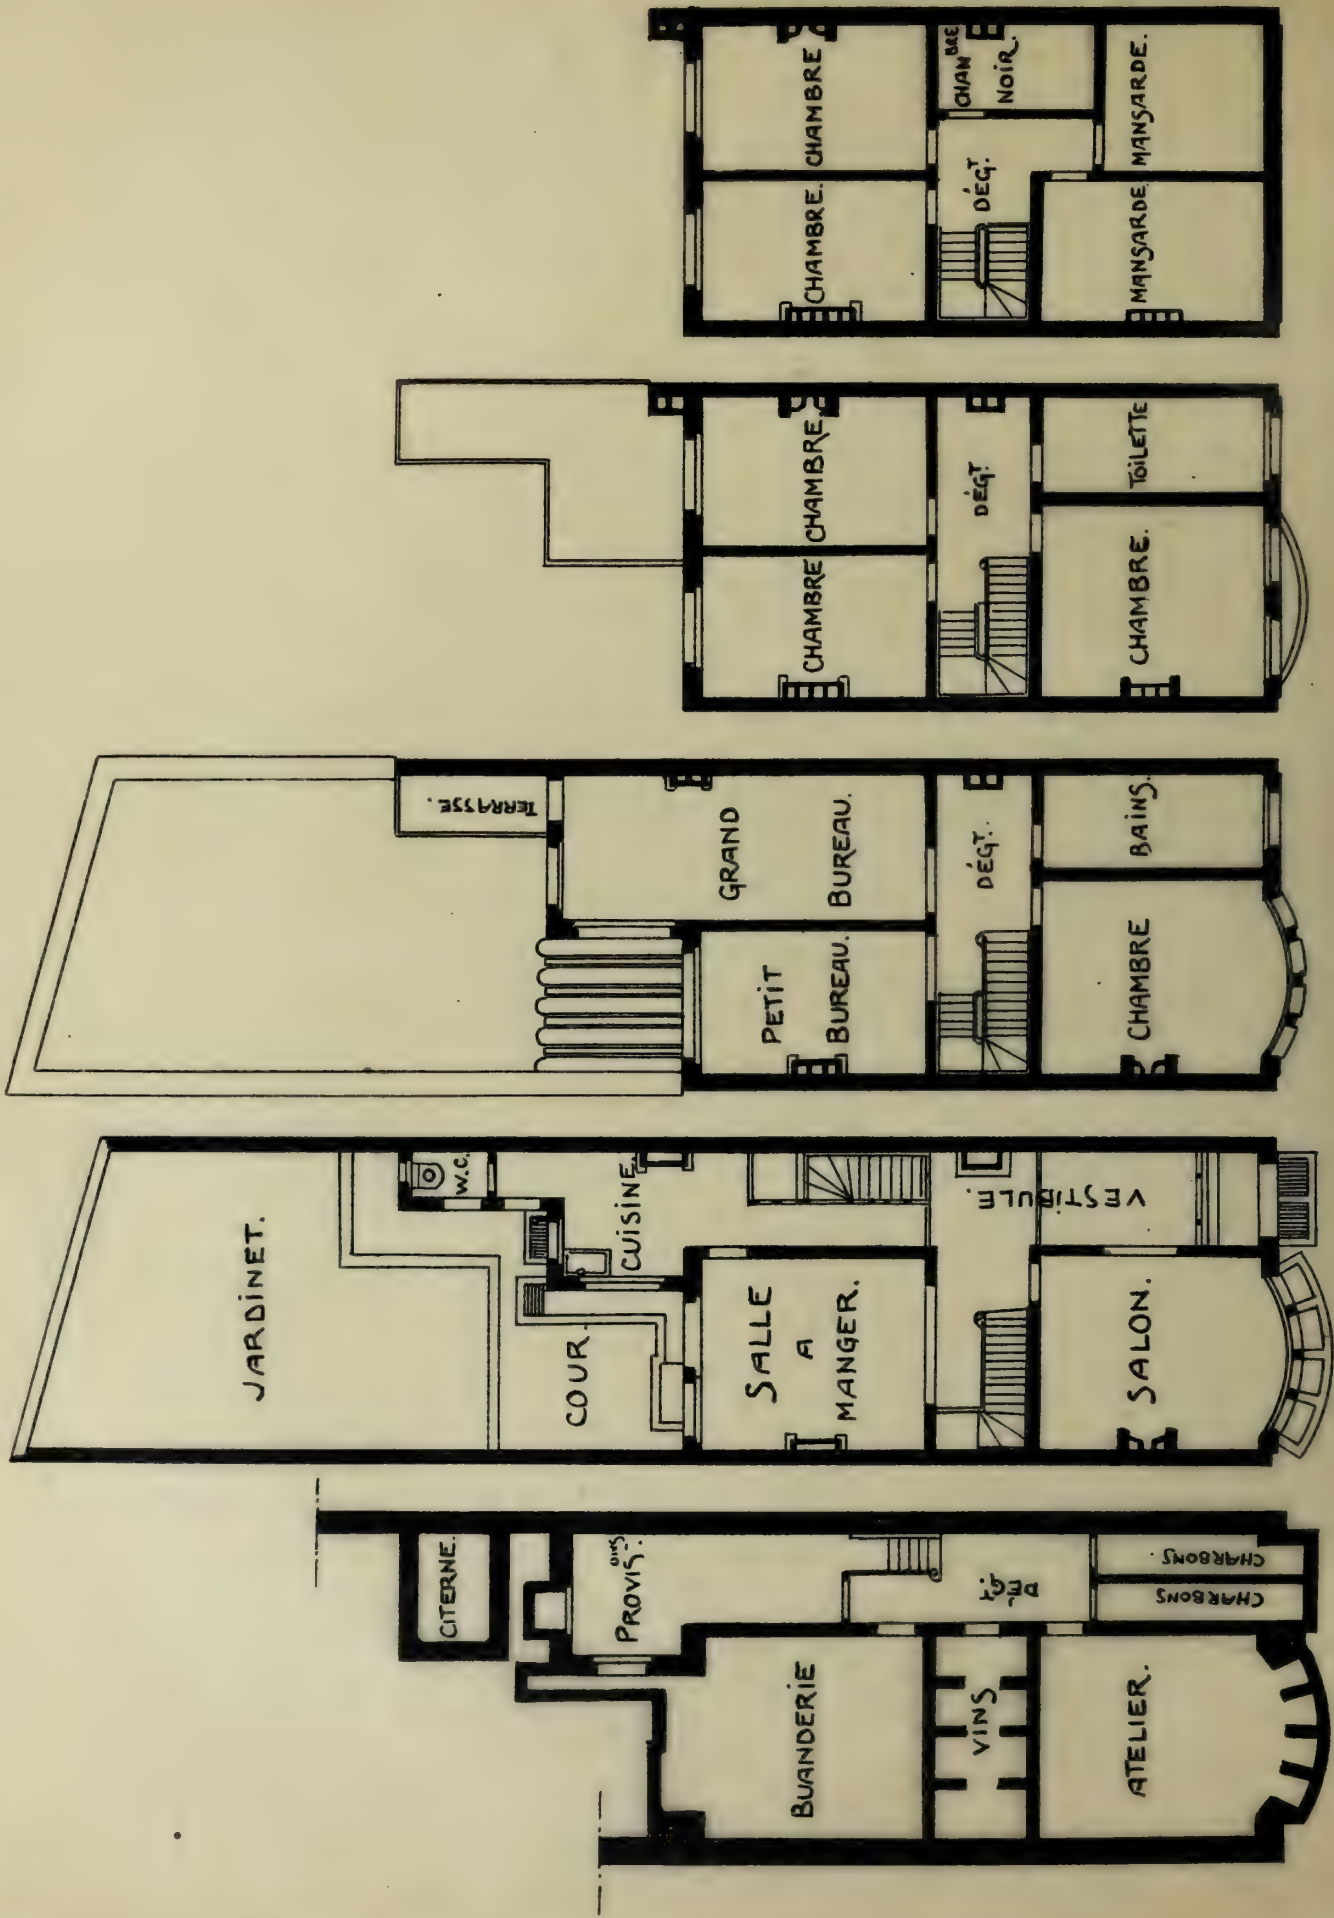 CHAMBRE.
CHAMBRE
CHAMBRE
NOIR.
DÉGT.
MANSARDE.
MANSARDE.
CHAMBRE
CHAMBRE.
DÉGT
CHAMBRE.
TOILETTE
TERRASSE.
GRAND
BUREAU.
PETIT
BUREAU.
DÉGT.
CHAMBRE
BAINS.
JARDINET.
W.C.
COUR.
CUISINE.
SALLE
A
MANGER.
VESTIBULE.
SALON.
CITERNE.
PROVISIONS.
BUANDERIE
VINS
DÉGT.
ATELIER.
CHARBONS
CHARBONS.